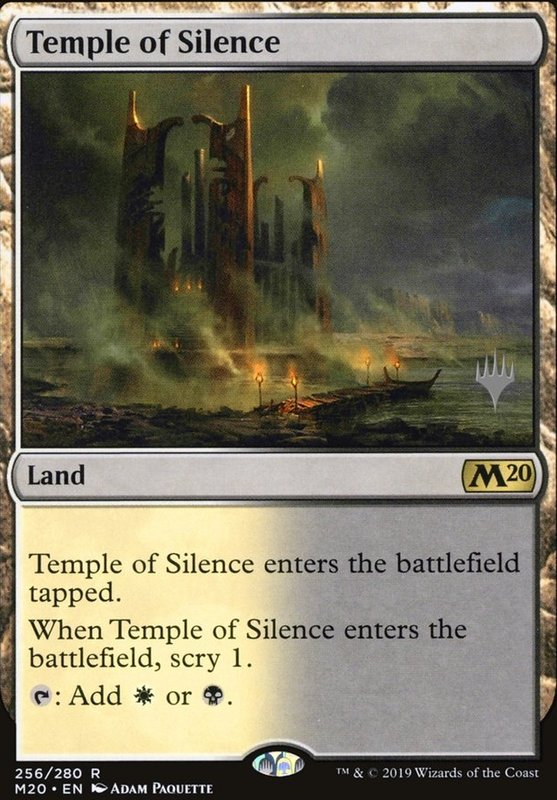 Temple of Silence
Land
M20
Temple of Silence enters the battlefield
tapped.
When Temple of Silence enters the
battlefield, scry 1.
: Add or .
256/280 R
M20 • EN Adam Paquette
™ & © 2019 Wizards of the Coast